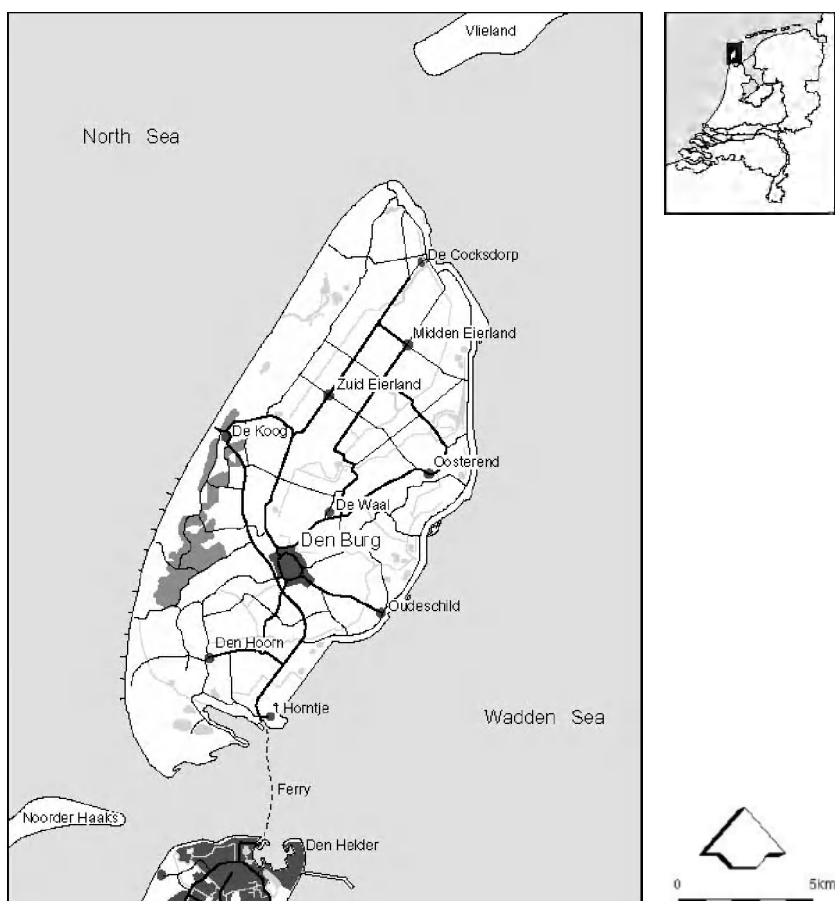 Vlieland
North Sea
De Cocksdorp
Midden Eierland
Zuid Eierland
De Koog
Oosterend
De Waal
Den Burg
Oudeschild
Den Hoorn
't Horntje
Wadden Sea
Ferry
Noorder Haaks
Den Helder
0 5km